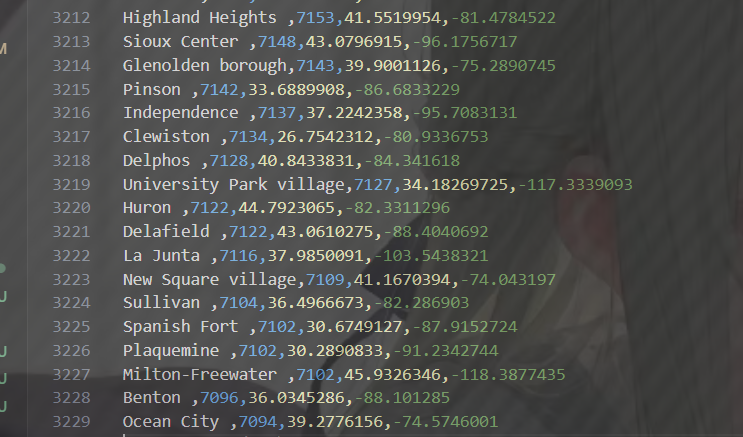 3212 Highland Heights ,7153,41.5519954,-81.4784522
3213 Sioux Center ,7148,43.0796915,-96.1756717
3214 Glenolden borough,7143,39.9001126,-75.2890745
3215 Pinson ,7142,33.6889908,-86.6833229
3216 Independence ,7137,37.2242358,-95.7083131
3217 Clewiston ,7134,26.7542312,-80.9336753
3218 Delphos ,7128,40.8433831,-84.341618
3219 University Park village,7127,34.18269725,-117.3339093
3220 Huron ,7122,44.7923065,-82.3311296
3221 Delafield ,7122,43.0610275,-88.4040692
3222 La Junta ,7116,37.9850091,-103.5438321
3223 New Square village,7109,41.1670394,-74.043197
3224 Sullivan ,7104,36.4966673,-82.286903
3225 Spanish Fort ,7102,30.6749127,-87.9152724
3226 Plaquemine ,7102,30.2890833,-91.2342744
3227 Milton-Freewater ,7102,45.9326346,-118.3877435
3228 Benton ,7096,36.0345286,-88.101285
3229 Ocean City ,7094,39.2776156,-74.5746001